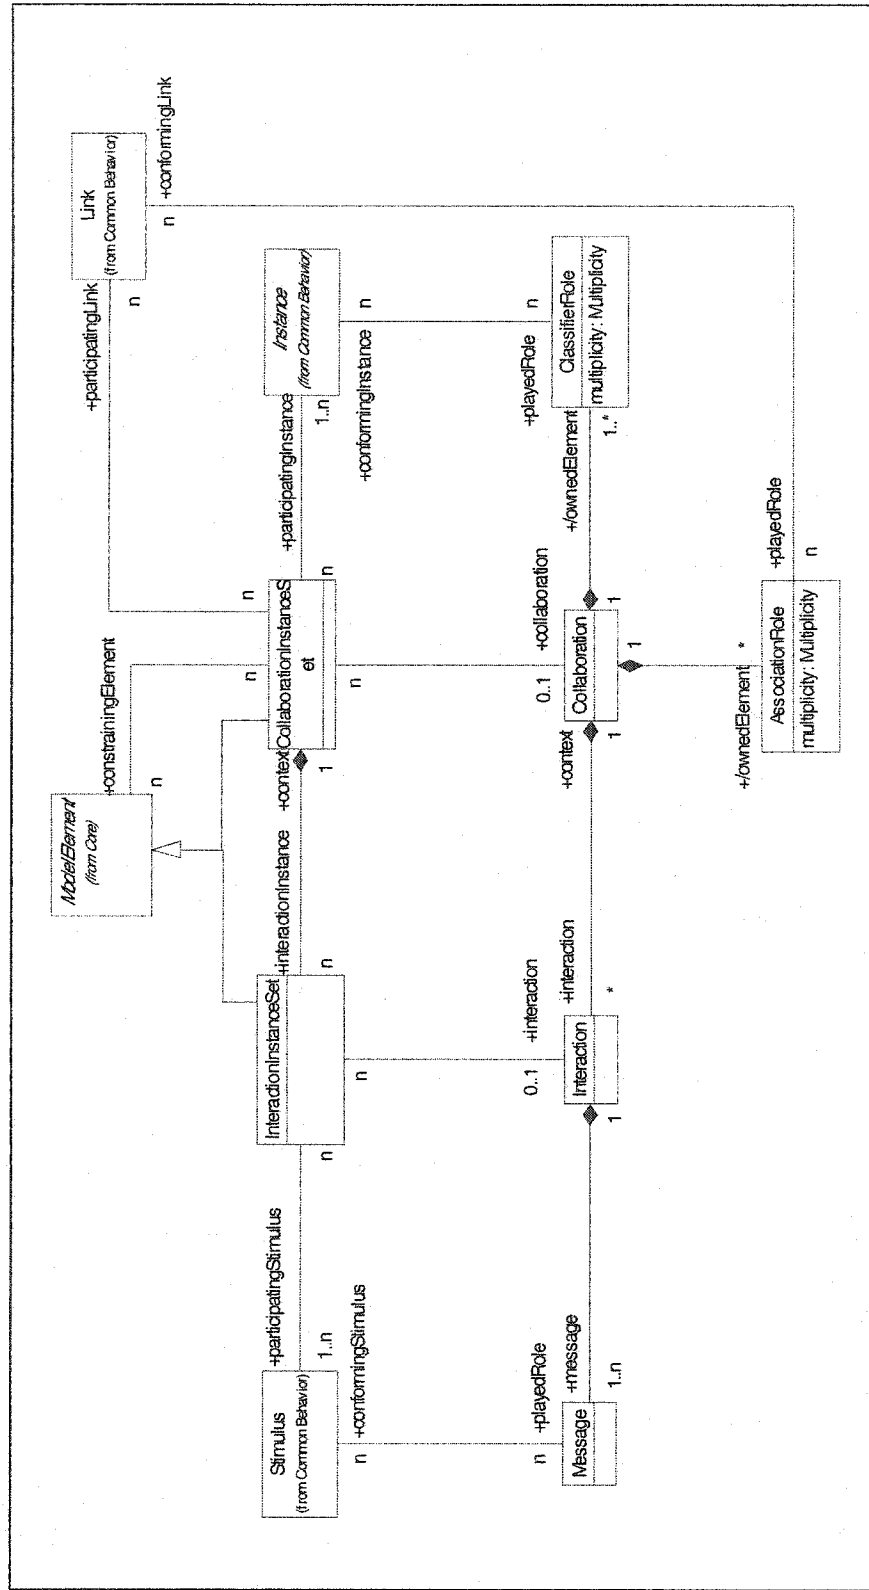 Link
(from Common Behavior)
+participatingLink
n
n
+conformingLink
ModelElement
(from Core)
+constrainingElement
n
Stimulus
(from Common Behavior)
+participatingStimulus
1..n
n
+conformingStimulus
InteractionInstanceSet
n
n
+interactionInstance
n
+context
1
CollaborationInstanceS
et
n
n
n
n
+participatingInstance
1..n
Instance
(from Common Behavior)
n
+conformingInstance
n
+playedRole
+message
1..n
Message
0..1
+interaction
Interaction
1
+interaction
*
0..1
+collaboration
+context
1
Collaboration
1
1
+/ownedElement
1..*
+playedRole
n
ClassifierRole
multiplicity: Multiplicity
+/ownedElement
*
AssociationRole
multiplicity: Multiplicity
+playedRole
n